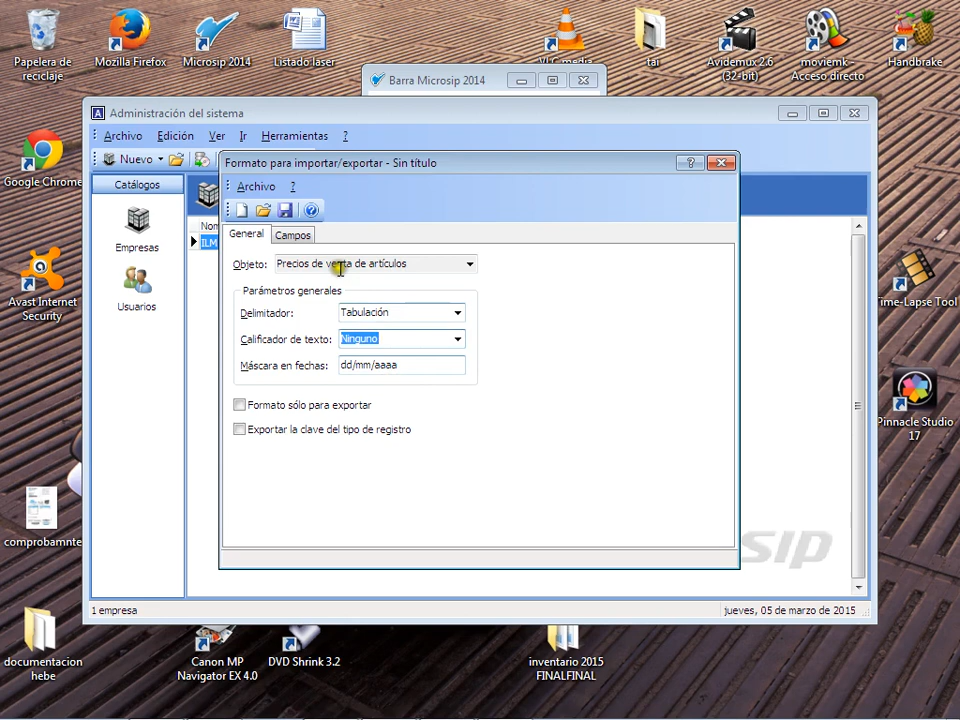 Papelera de
reciclaje
Mozilla Firefox
Microsip 2014
Listado laser
VLC media
tai
Avidemux 2.6
(32-bit)
moviemk
Acceso directo
Handbrake
Barra Microsip 2014
Administración del sistema
Archivo Edición Ver Ir Herramientas ?
Nuevo
Google Chrome
Catálogos
Empresas
Usuarios
Avast Internet
Security
Time-Lapse Tool
Pinnacle Studio
17
comprobamnte
Formato para importar/exportar - Sin título
Archivo ?
General Campos
Objeto: Precios de venta de artículos
Parámetros generales
Delimitador: Tabulación
Calificador de texto: Ninguno
Máscara en fechas: dd/mm/aaaa
Formato sólo para exportar
Exportar la clave del tipo de registro
sip
1 empresa
jueves, 05 de marzo de 2015
documentacion
hebe
Canon MP
Navigator EX 4.0
DVD Shrink 3.2
inventario 2015
FINALFINAL